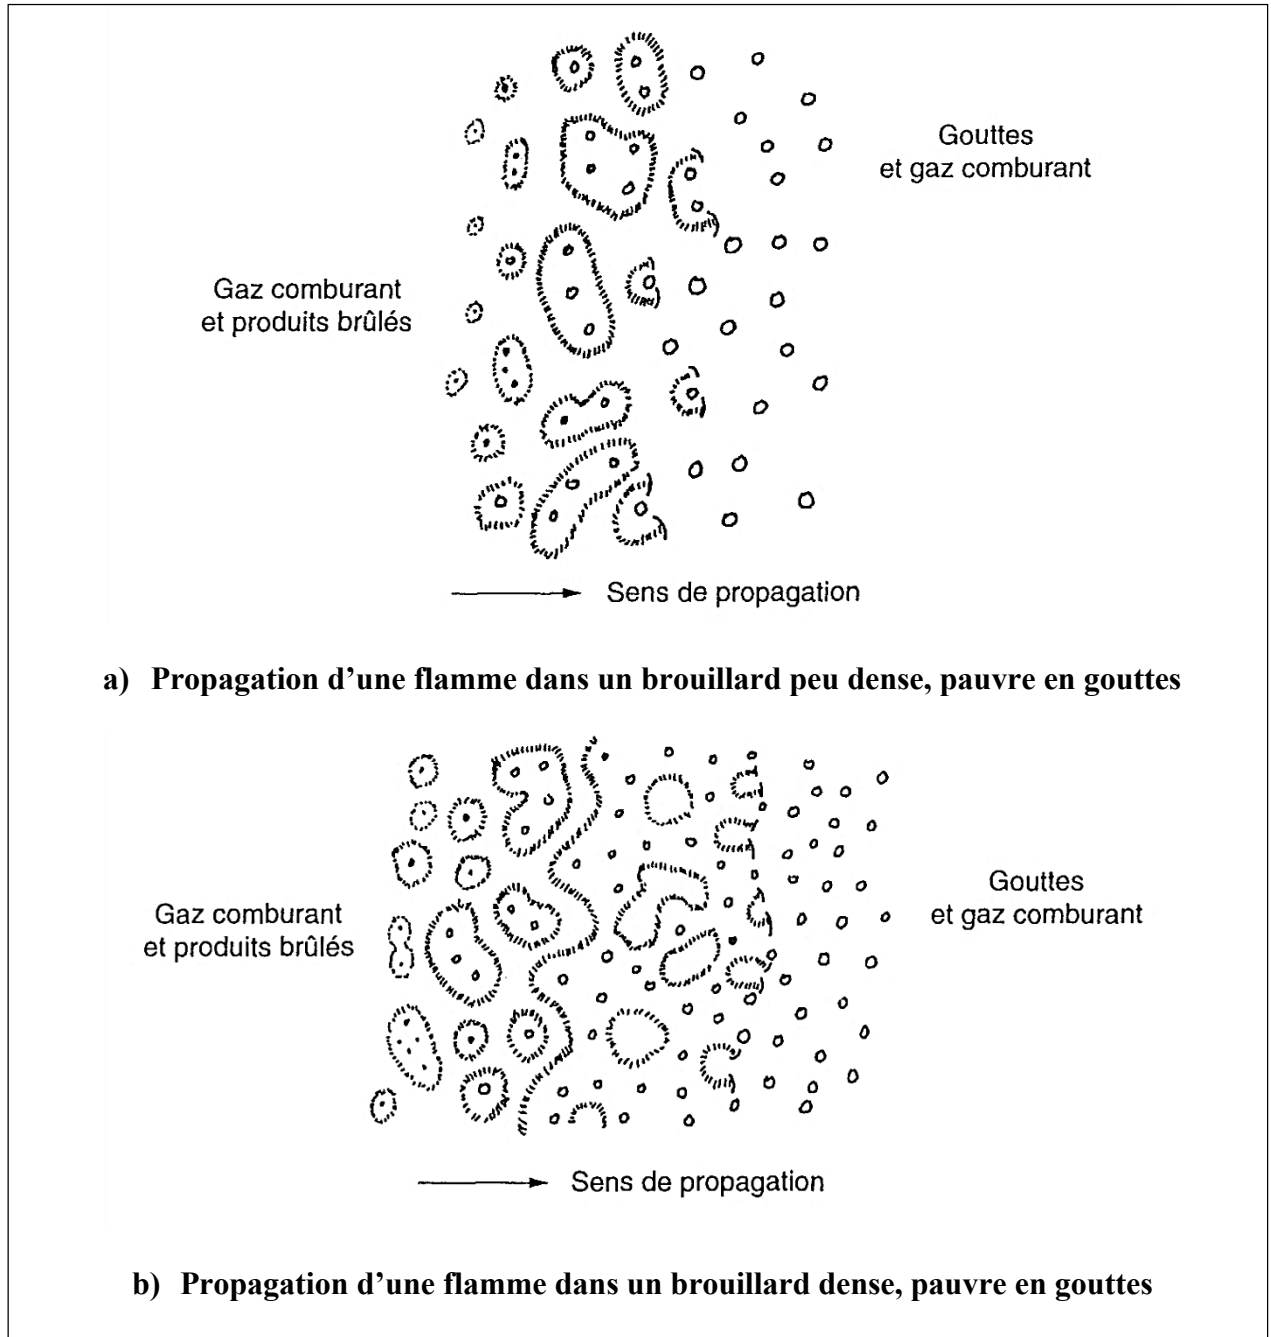 Gouttes
et gaz comburant
Gaz comburant
et produits brûlés
Sens de propagation
a) Propagation d’une flamme dans un brouillard peu dense, pauvre en gouttes
Gouttes
et gaz comburant
Gaz comburant
et produits brûlés
Sens de propagation
b) Propagation d’une flamme dans un brouillard dense, pauvre en gouttes